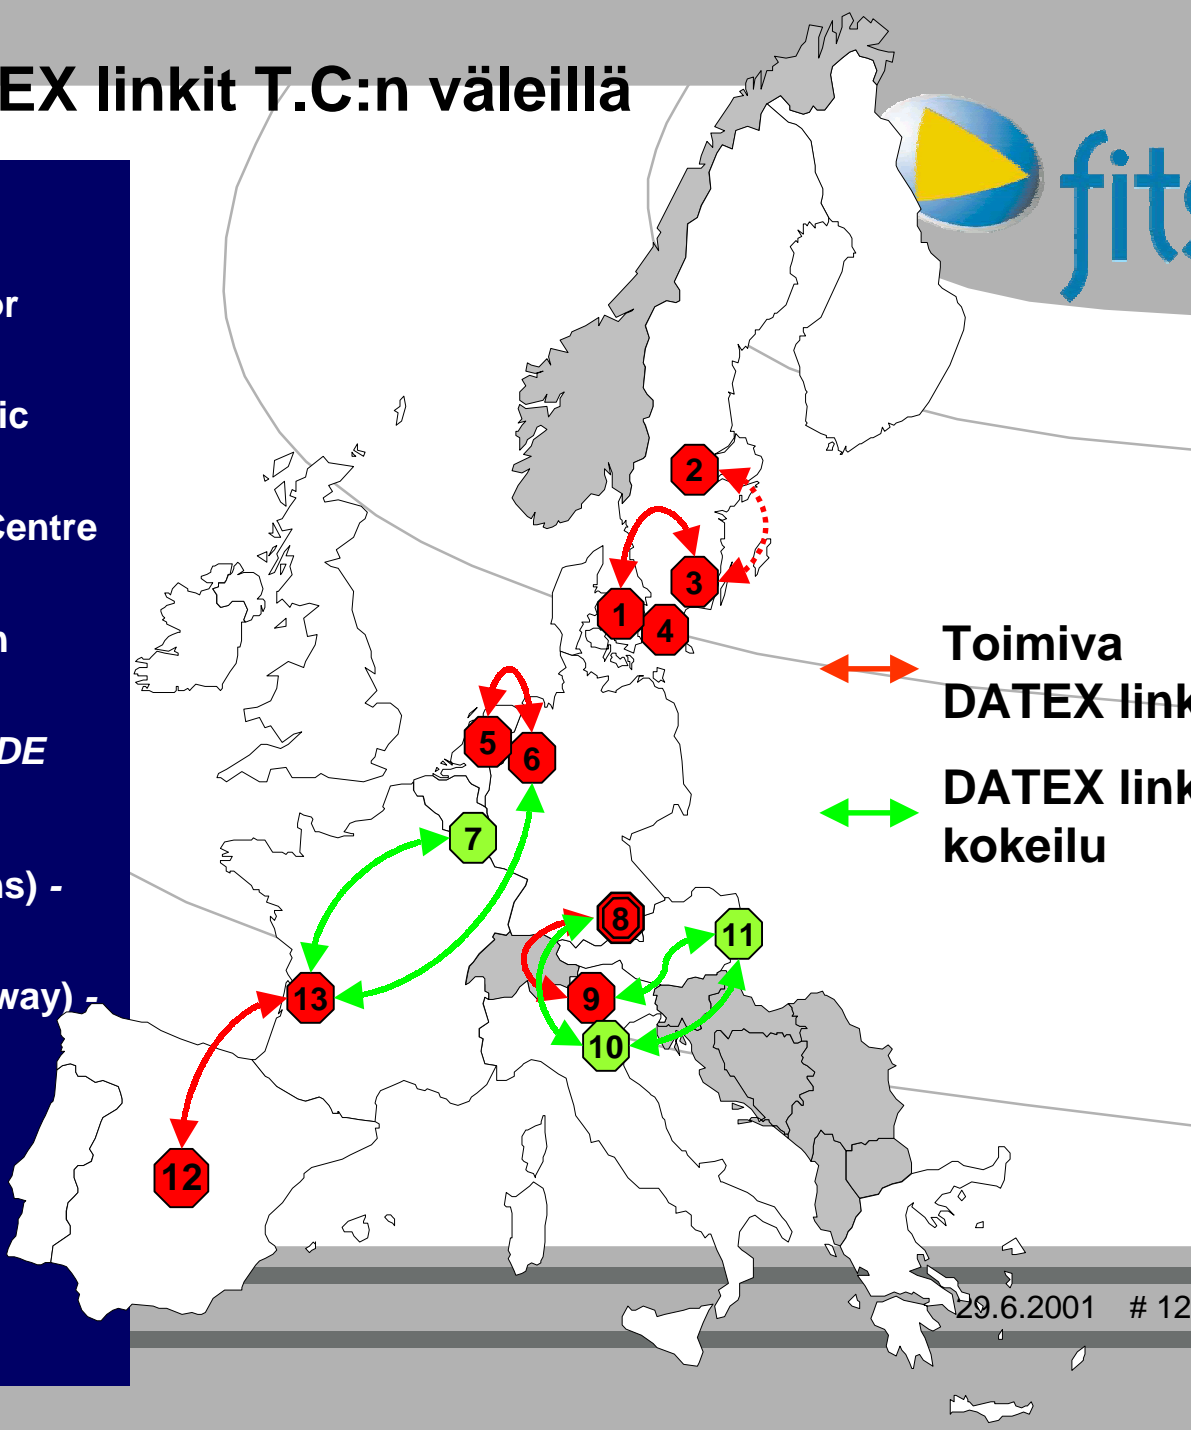 EX linkit T.C:n väleillä
fits
or
ic
Centre
n
DE
ns) -
way) -
2
3
1
4
5
6
7
8
11
9
13
10
12
Toimiva
DATEX link
DATEX link
kokeilu
29.6.2001 # 12